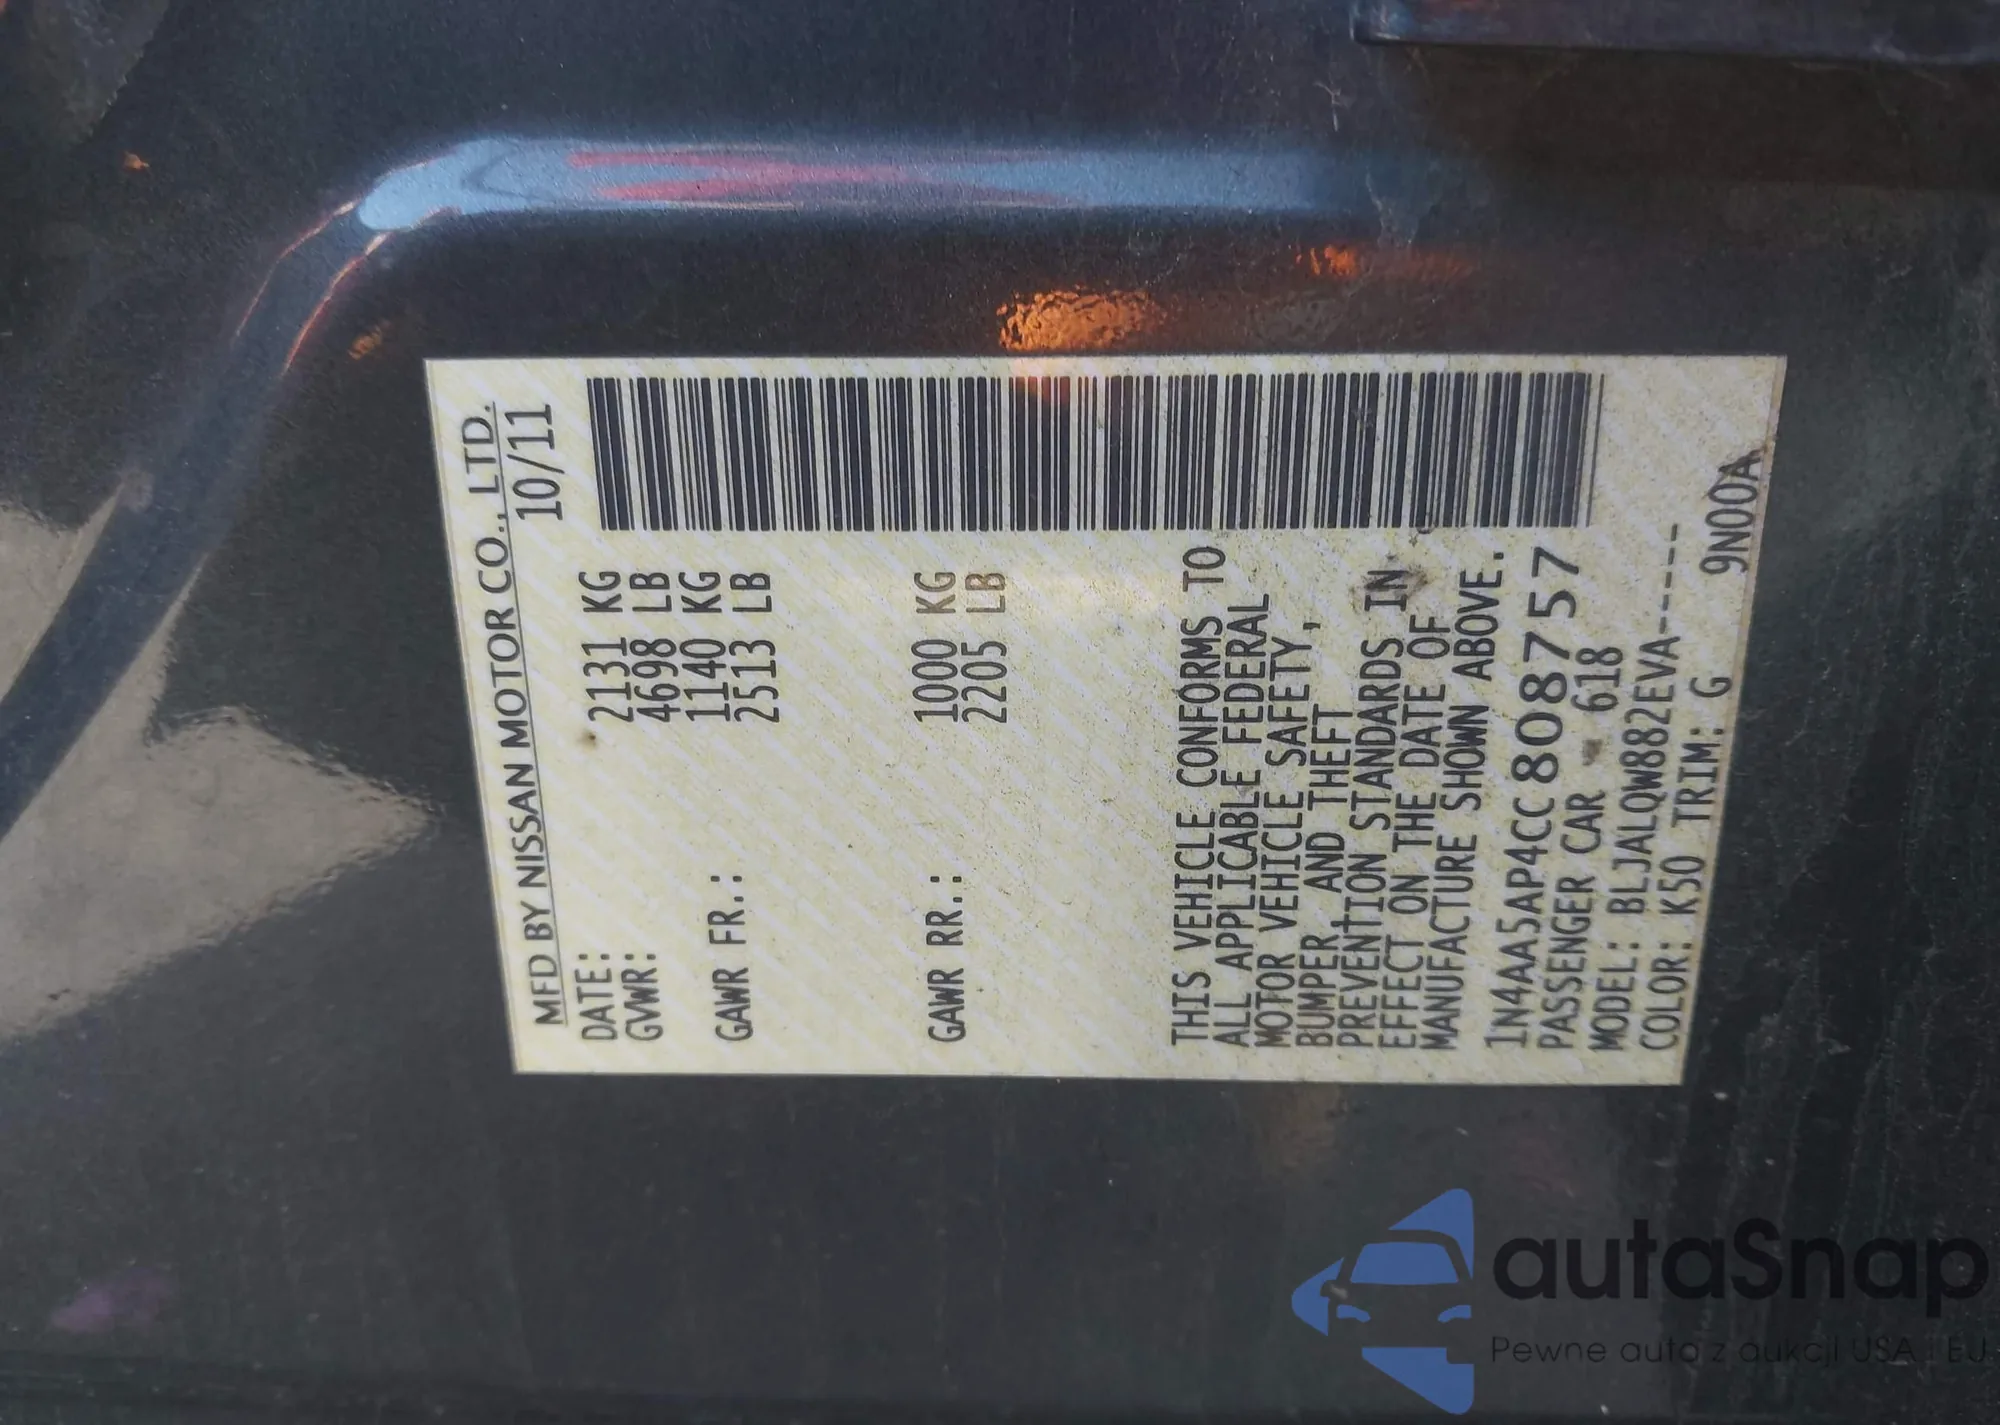 MFD BY NISSAN MOTOR CO., LTD.
DATE: 10/11
GVWR: 2131 KG
4698 LB
GAWR FR.: 1140 KG
2513 LB
GAWR RR.: 1000 KG
2205 LB
THIS VEHICLE CONFORMS TO
ALL APPLICABLE FEDERAL
MOTOR VEHICLE SAFETY,
BUMPER, AND THEFT
PREVENTION STANDARDS IN
EFFECT ON THE DATE OF
MANUFACTURE SHOWN ABOVE.
1N4AA5AP4CC808757
PASSENGER CAR - 618
MODEL: BLJALQW882EVA-----
COLOR: K50 TRIM: G 9N00A
autaSnap
Pewne auta z aukcji USA i EU